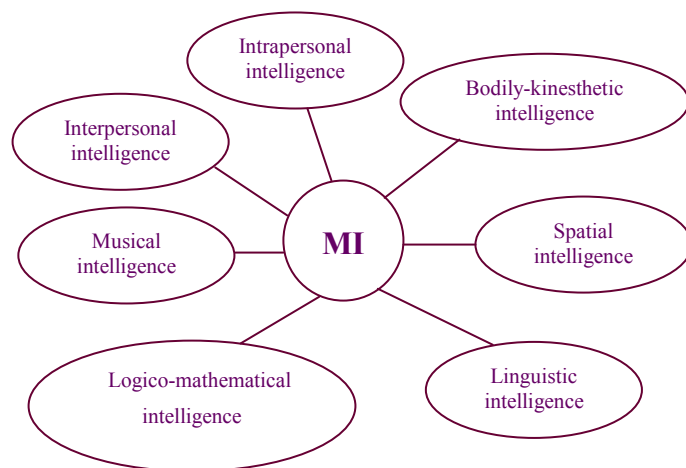 Intrapersonal
intelligence
Bodily-kinesthetic
intelligence
Interpersonal
intelligence
MI
Musical
intelligence
Spatial
intelligence
Logico-mathematical
intelligence
Linguistic
intelligence